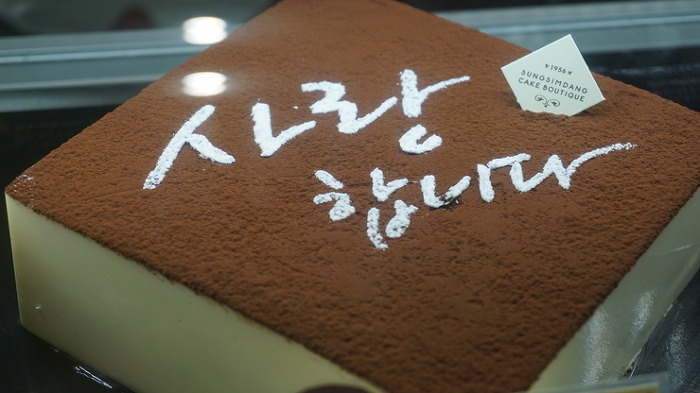 사랑
합니다
*1956*
SUNGSIMDANG
CAKE BOUTIQUE